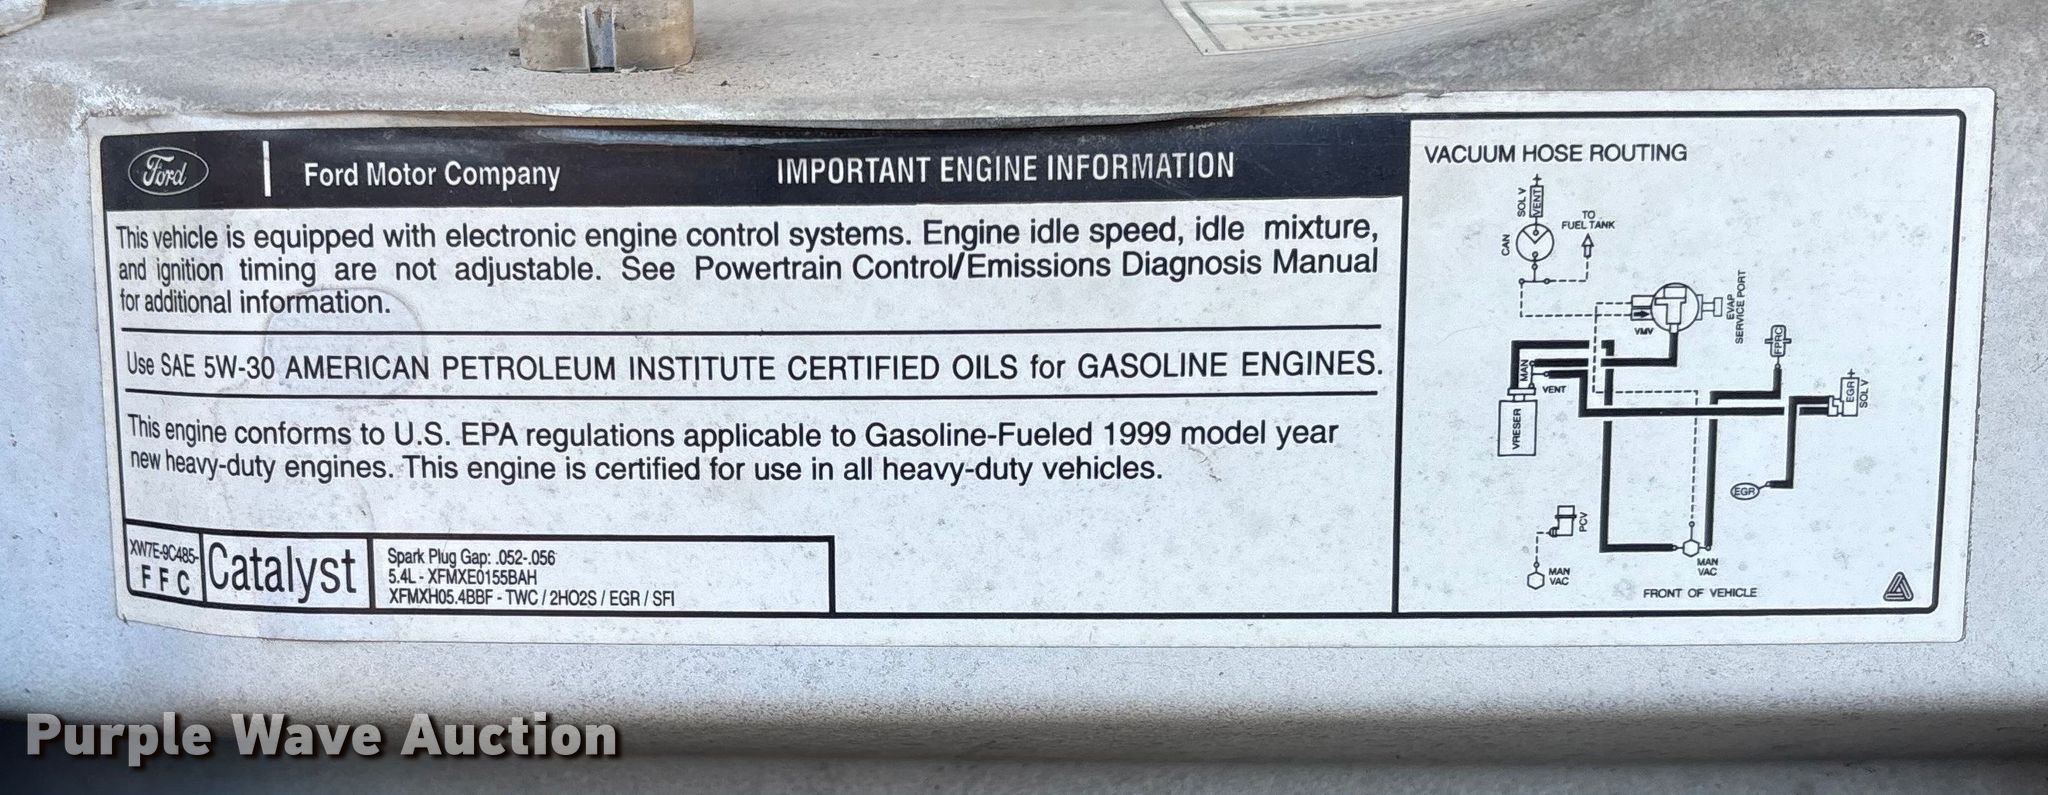 Ford
Ford Motor Company
IMPORTANT ENGINE INFORMATION
This vehicle is equipped with electronic engine control systems. Engine idle speed, idle mixture,
and ignition timing are not adjustable. See Powertrain Control/Emissions Diagnosis Manual
for additional information.
Use SAE 5W-30 AMERICAN PETROLEUM INSTITUTE CERTIFIED OILS for GASOLINE ENGINES.
This engine conforms to U.S. EPA regulations applicable to Gasoline-Fueled 1999 model year
new heavy-duty engines. This engine is certified for use in all heavy-duty vehicles.
XW7E-9C485-
FFC
Catalyst
Spark Plug Gap: .052-.056
5.4L - XFMXE0155BAH
XFMXH05.4BBF - TWC / 2HO2S / EGR / SFI
VACUUM HOSE ROUTING
SOL V
VENT
CAN
TO
FUEL TANK
VMV
EVAP
SERVICE PORT
FPRC
MAN
VENT
VRESER
EGR
SOL V
EGR
PCV
MAN
VAC
MAN
VAC
FRONT OF VEHICLE
Purple Wave Auction